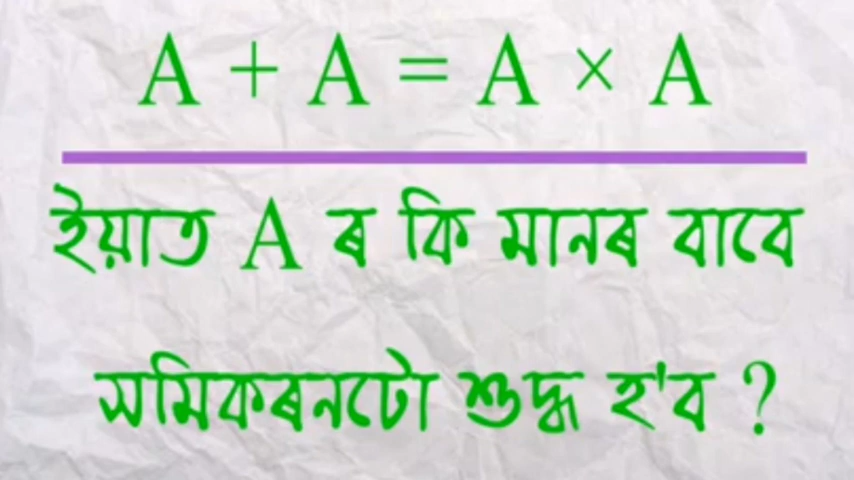 A + A = A × A
ইয়াত A ৰ কি মানৰ বাবে
সমিকৰনটো শুদ্ধ হ'ব ?